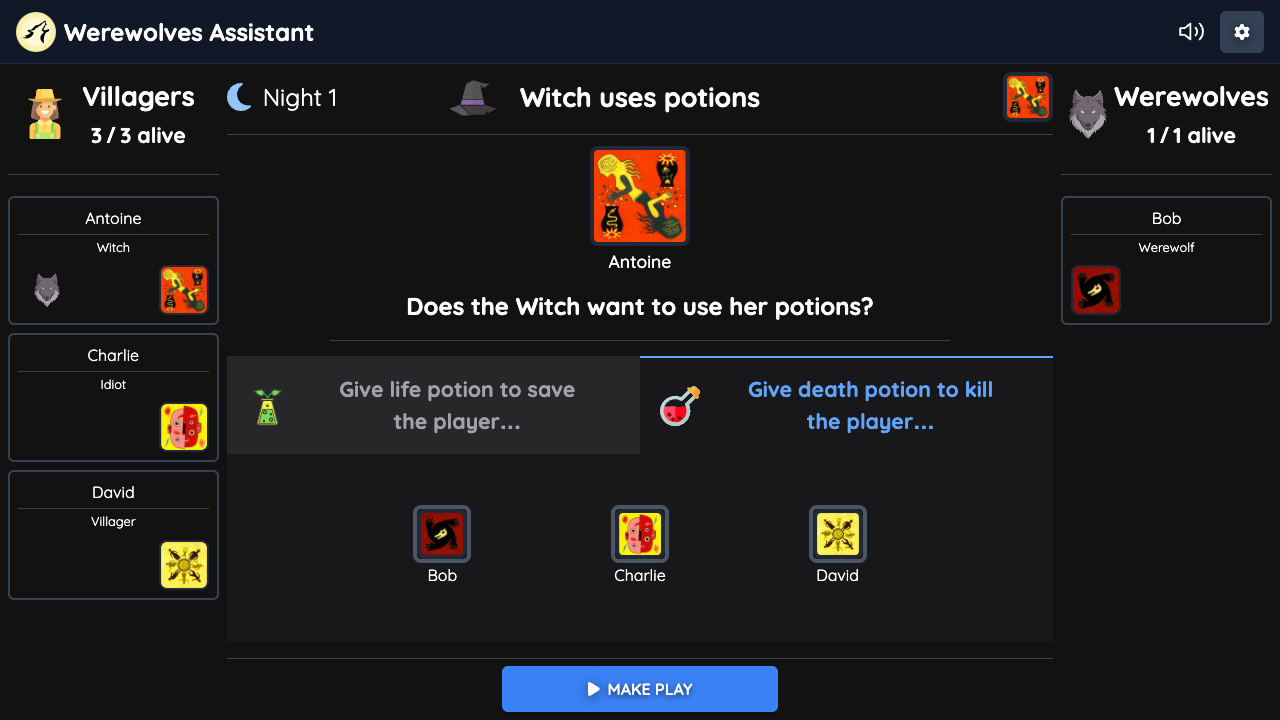 Werewolves Assistant
Villagers
3 / 3 alive
Night 1
Witch uses potions
Werewolves
1 / 1 alive
Antoine
Witch
Charlie
Idiot
David
Villager
Antoine
Does the Witch want to use her potions?
Give life potion to save
the player...
Give death potion to kill
the player...
Bob
Charlie
David
MAKE PLAY
Bob
Werewolf